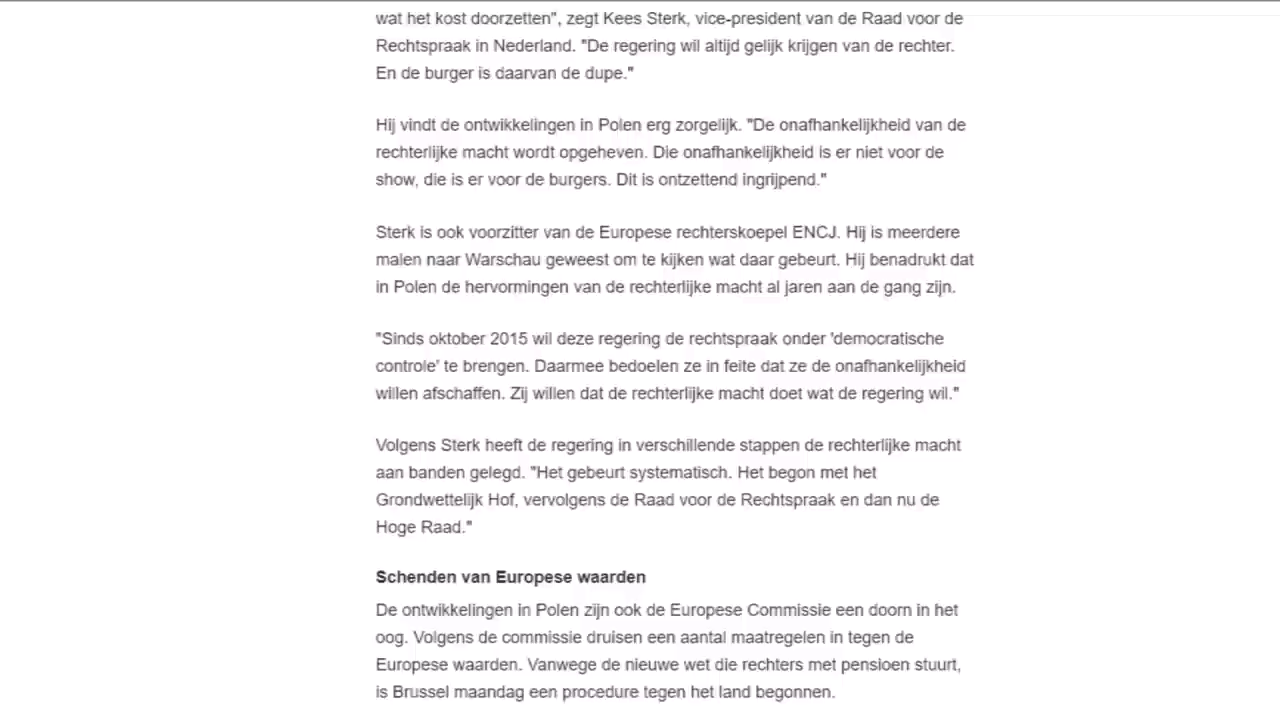 wat het kost doorzetten", zegt Kees Sterk, vice-president van de Raad voor de
Rechtspraak in Nederland. "De regering wil altijd gelijk krijgen van de rechter.
En de burger is daarvan de dupe."
Hij vindt de ontwikkelingen in Polen erg zorgelijk. "De onafhankelijkheid van de
rechterlijke macht wordt opgeheven. Die onafhankelijkheid is er niet voor de
show, die is er voor de burgers. Dit is ontzettend ingrijpend."
Sterk is ook voorzitter van de Europese rechterskoepel ENCJ. Hij is meerdere
malen naar Warschau geweest om te kijken wat daar gebeurt. Hij benadrukt dat
in Polen de hervormingen van de rechterlijke macht al jaren aan de gang zijn.
"Sinds oktober 2015 wil deze regering de rechtspraak onder 'democratische
controle' te brengen. Daarmee bedoelen ze in feite dat ze de onafhankelijkheid
willen afschaffen. Zij willen dat de rechterlijke macht doet wat de regering wil."
Volgens Sterk heeft de regering in verschillende stappen de rechterlijke macht
aan banden gelegd. "Het gebeurt systematisch. Het begon met het
Grondwettelijk Hof, vervolgens de Raad voor de Rechtspraak en dan nu de
Hoge Raad."
Schenden van Europese waarden
De ontwikkelingen in Polen zijn ook de Europese Commissie een doorn in het
oog. Volgens de commissie druisen een aantal maatregelen in tegen de
Europese waarden. Vanwege de nieuwe wet die rechters met pensioen stuurt,
is Brussel maandag een procedure tegen het land begonnen.